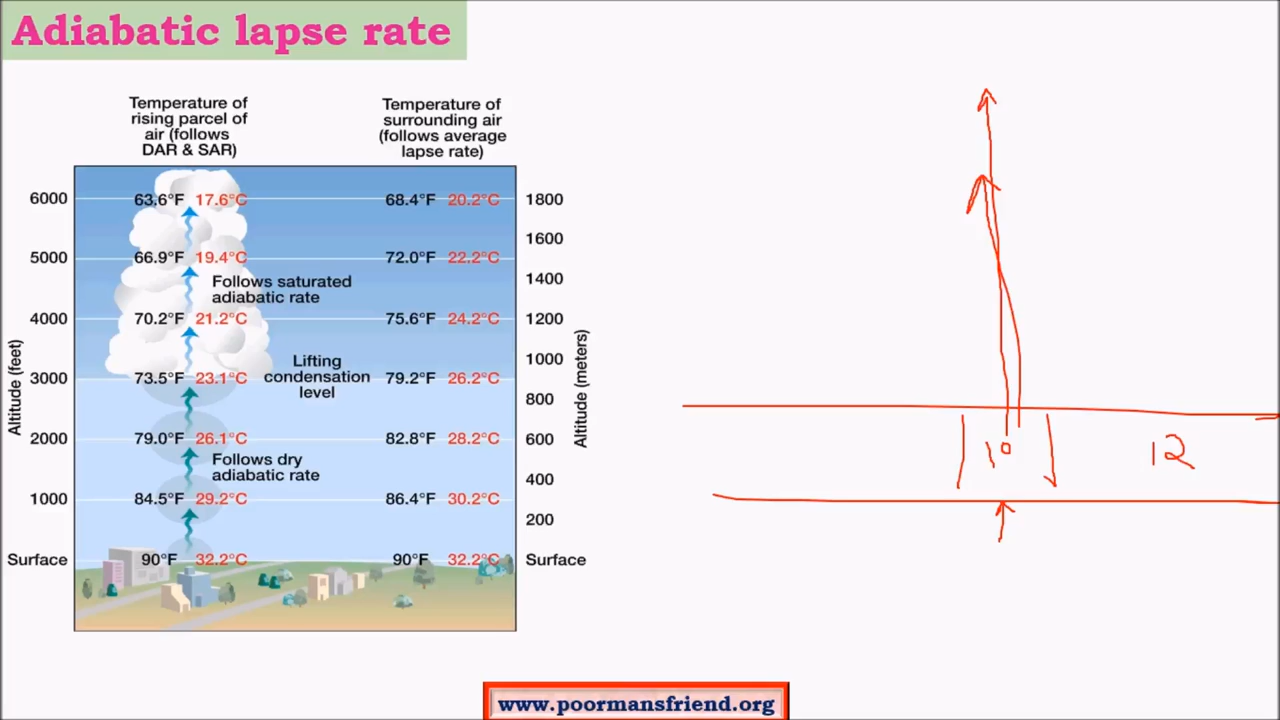 Adiabatic lapse rate
Temperature of
rising parcel of
air (follows
DAR & SAR)
Temperature of
surrounding air
(follows average
lapse rate)
6000 63.6°F 17.6°C 68.4°F 20.2°C 1800
1600
5000 66.9°F 19.4°C 72.0°F 22.2°C
Follows saturated
adiabatic rate
1400
4000 70.2°F 21.2°C 75.6°F 24.2°C 1200
Lifting
condensation
level
1000
3000 73.5°F 23.1°C 79.2°F 26.2°C
800
2000 79.0°F 26.1°C 82.8°F 28.2°C 600
Follows dry
adiabatic rate
400
1000 84.5°F 29.2°C 86.4°F 30.2°C
200
Surface 90°F 32.2°C 90°F 32.2°C Surface
Altitude (feet)
Altitude (meters)
10 12
www.poormansfriend.org